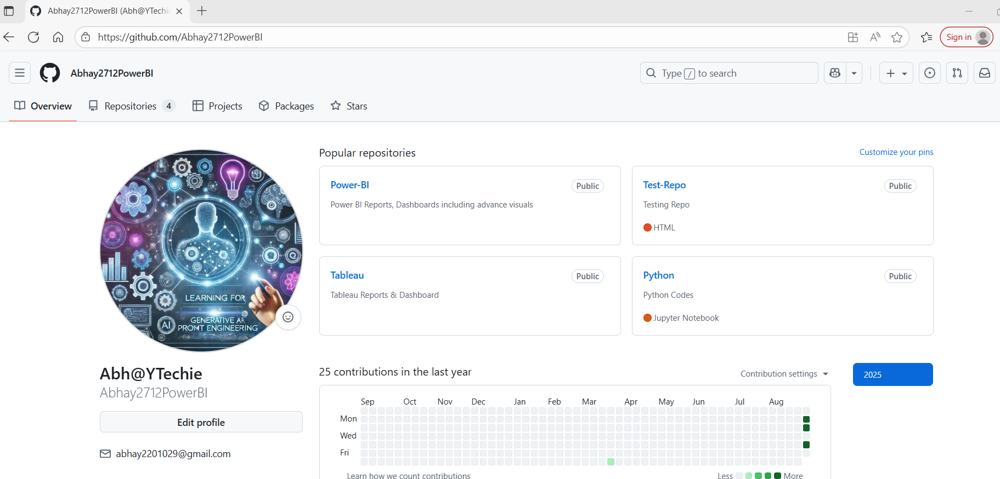 Abhay2712PowerBI (Abh@YTechi
https://github.com/Abhay2712PowerBI
Sign in
Abhay2712PowerBI
Type / to search
Overview
Repositories 4
Projects
Packages
Stars
Popular repositories
Customize your pins
Power-BI
Public
Power BI Reports, Dashboards including advance visuals
Test-Repo
Public
Testing Repo
HTML
Tableau
Public
Tableau Reports & Dashboard
Python
Public
Python Codes
Jupyter Notebook
LEARNING FOR
GENERATIVE AK
AI
PROMT ENGINEERING
Abh@YTechie
Abhay2712PowerBI
Edit profile
abhay2201029@gmail.com
25 contributions in the last year
Contribution settings
2025
Sep Oct Nov Dec Jan Feb Mar Apr May Jun Jul Aug
Mon
Wed
Fri
Learn how we count contributions
Less
More